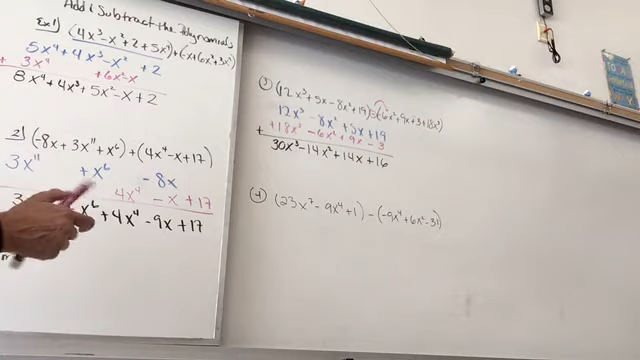 Add & Subtract the Polynomials
Ex1) (4x³-x²+2+5x⁴)+(-x+6x²+3x⁴)
5x⁴+4x³-x² +2
+ 3x⁴ +6x²-x
8x⁴+4x³+5x²-x+2
2) (-8x+3x¹¹+x⁶)+(4x⁴-x+17)
3x¹¹ +x⁶ -8x
4x⁴ -x +17
3 x⁶+4x⁴-9x+17
3) (12x³+5x-8x²+19)-(6x²-9x+3+18x³)
12x³-8x²+5x+19
+ +18x³-6x²+9x-3
30x³-14x²+14x+16
4) (23x⁷-9x⁴+1)-(-9x⁴+6x²-31)